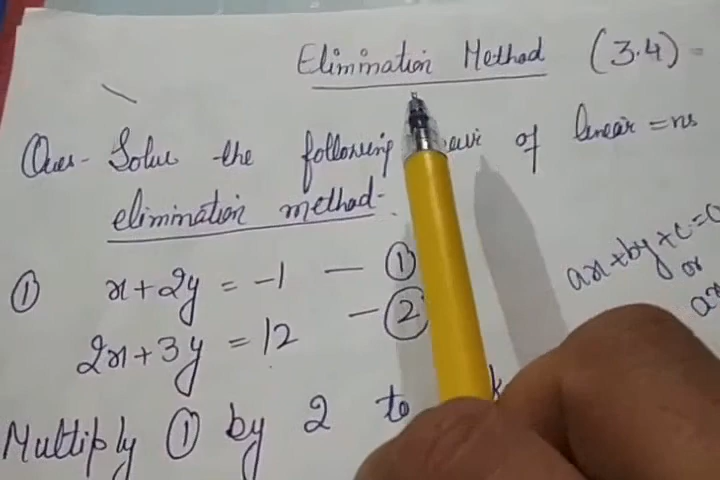 Elimination Method (3.4) =
Ques- Solve the following of linear =ns
elimination method-.
① x+2y = -1 — ①
2x+3y = 12 — ②
Multiply ① by 2 to
ax+by+c=0
or
ax